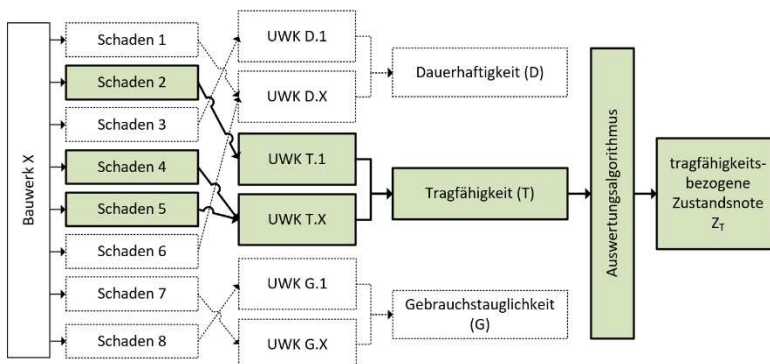 Bauwerk X
Schaden 1
Schaden 2
Schaden 3
Schaden 4
Schaden 5
Schaden 6
Schaden 7
Schaden 8
UWK D.1
UWK D.X
UWK T.1
UWK T.X
UWK G.1
UWK G.X
Dauerhaftigkeit (D)
Tragfähigkeit (T)
Gebrauchstauglichkeit
(G)
Auswertungsalgorithmus
tragfähigkeits-
bezogene
Zustandsnote
Z_T